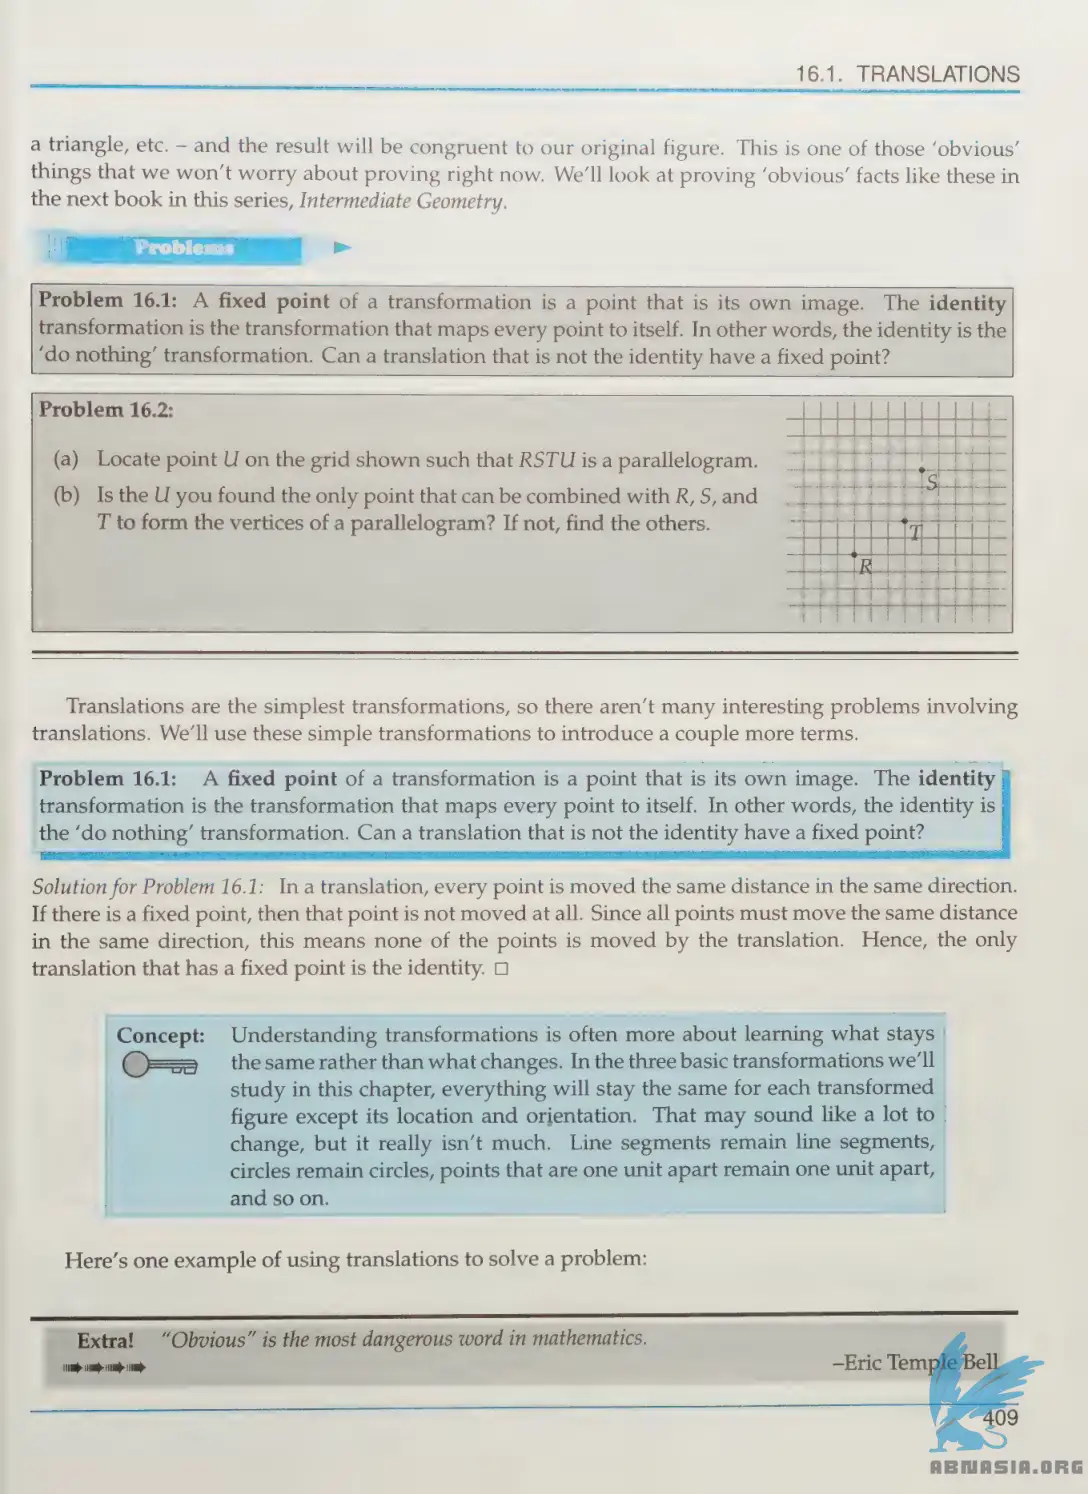 16.1. TRANSLATIONS
a triangle, etc. – and the result will be congruent to our original figure. This is one of those 'obvious'
things that we won't worry about proving right now. We'll look at proving 'obvious' facts like these in
the next book in this series, Intermediate Geometry.
Problems
Problem 16.1: A fixed point of a transformation is a point that is its own image. The identity
transformation is the transformation that maps every point to itself. In other words, the identity is the
'do nothing' transformation. Can a translation that is not the identity have a fixed point?
Problem 16.2:
(a) Locate point U on the grid shown such that RSTU is a parallelogram.
(b) Is the U you found the only point that can be combined with R, S, and
T to form the vertices of a parallelogram? If not, find the others.
S
T
R
Translations are the simplest transformations, so there aren't many interesting problems involving
translations. We'll use these simple transformations to introduce a couple more terms.
Problem 16.1: A fixed point of a transformation is a point that is its own image. The identity
transformation is the transformation that maps every point to itself. In other words, the identity is
the 'do nothing' transformation. Can a translation that is not the identity have a fixed point?
Solution for Problem 16.1: In a translation, every point is moved the same distance in the same direction.
If there is a fixed point, then that point is not moved at all. Since all points must move the same distance
in the same direction, this means none of the points is moved by the translation. Hence, the only
translation that has a fixed point is the identity. □
Concept: Understanding transformations is often more about learning what stays
the same rather than what changes. In the three basic transformations we'll
study in this chapter, everything will stay the same for each transformed
figure except its location and orientation. That may sound like a lot to
change, but it really isn't much. Line segments remain line segments,
circles remain circles, points that are one unit apart remain one unit apart,
and so on.
Here's one example of using translations to solve a problem:
Extra! "Obvious" is the most dangerous word in mathematics.
–Eric Temple Bell
409
ABNASIA.ORG